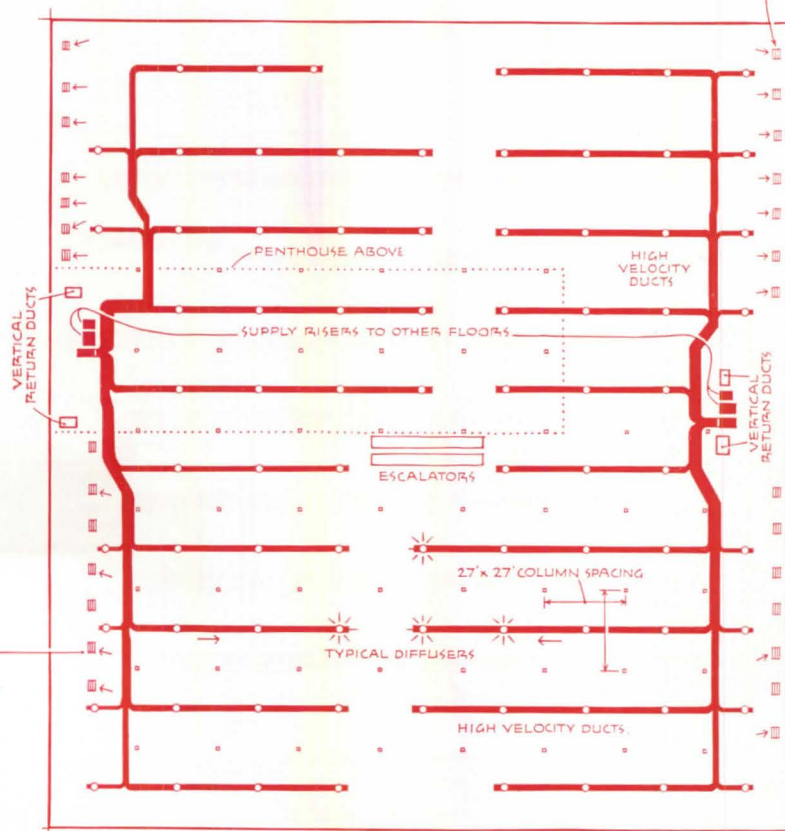 PENTHOUSE ABOVE
HIGH
VELOCITY
DUCTS
VERTICAL
RETURN DUCTS
SUPPLY RISERS TO OTHER FLOORS
VERTICAL
RETURN DUCTS
ESCALATORS
27' x 27' COLUMN SPACING
TYPICAL DIFFUSERS
HIGH VELOCITY DUCTS.